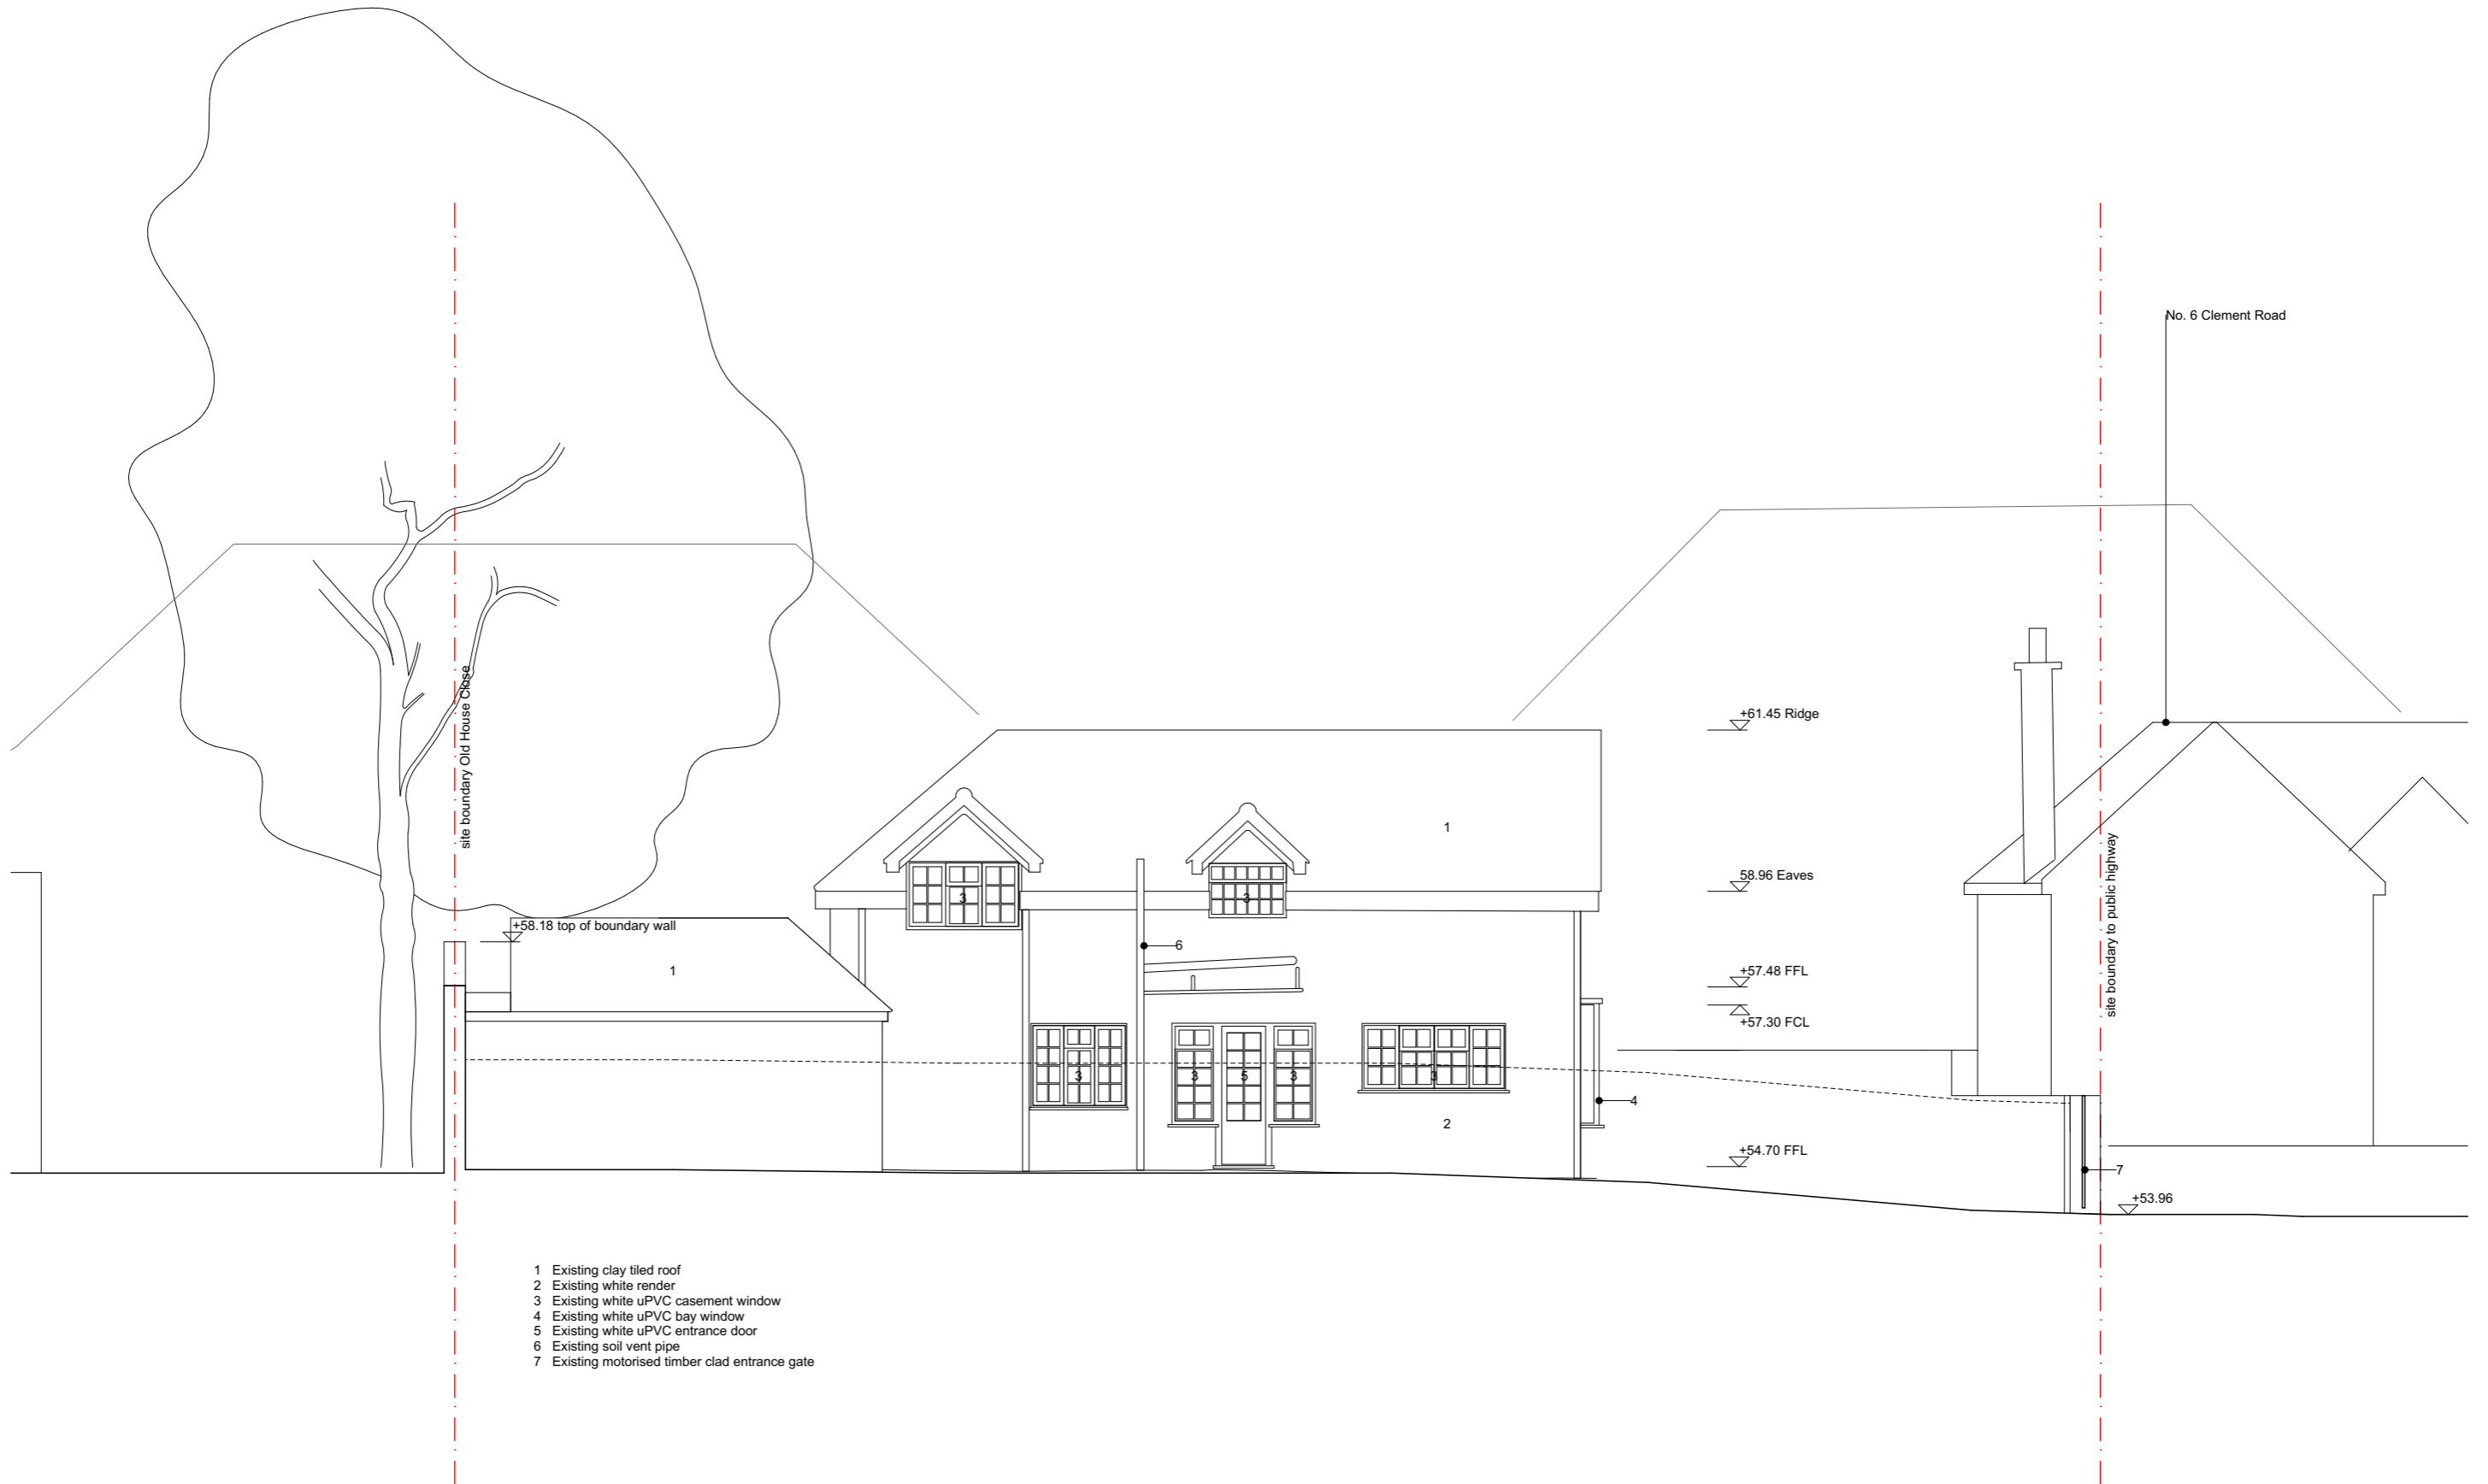 No. 6 Clement Road
+61.45 Ridge
site boundary Old House Close
1
58.96 Eaves
3
3
+58.18 top of boundary wall
site boundary to public highway
6
1
+57.48 FFL
+57.30 FCL
3
3
5
3
3
4
2
+54.70 FFL
7
+53.96
1 Existing clay tiled roof
2 Existing white render
3 Existing white uPVC casement window
4 Existing white uPVC bay window
5 Existing white uPVC entrance door
6 Existing soil vent pipe
7 Existing motorised timber clad entrance gate